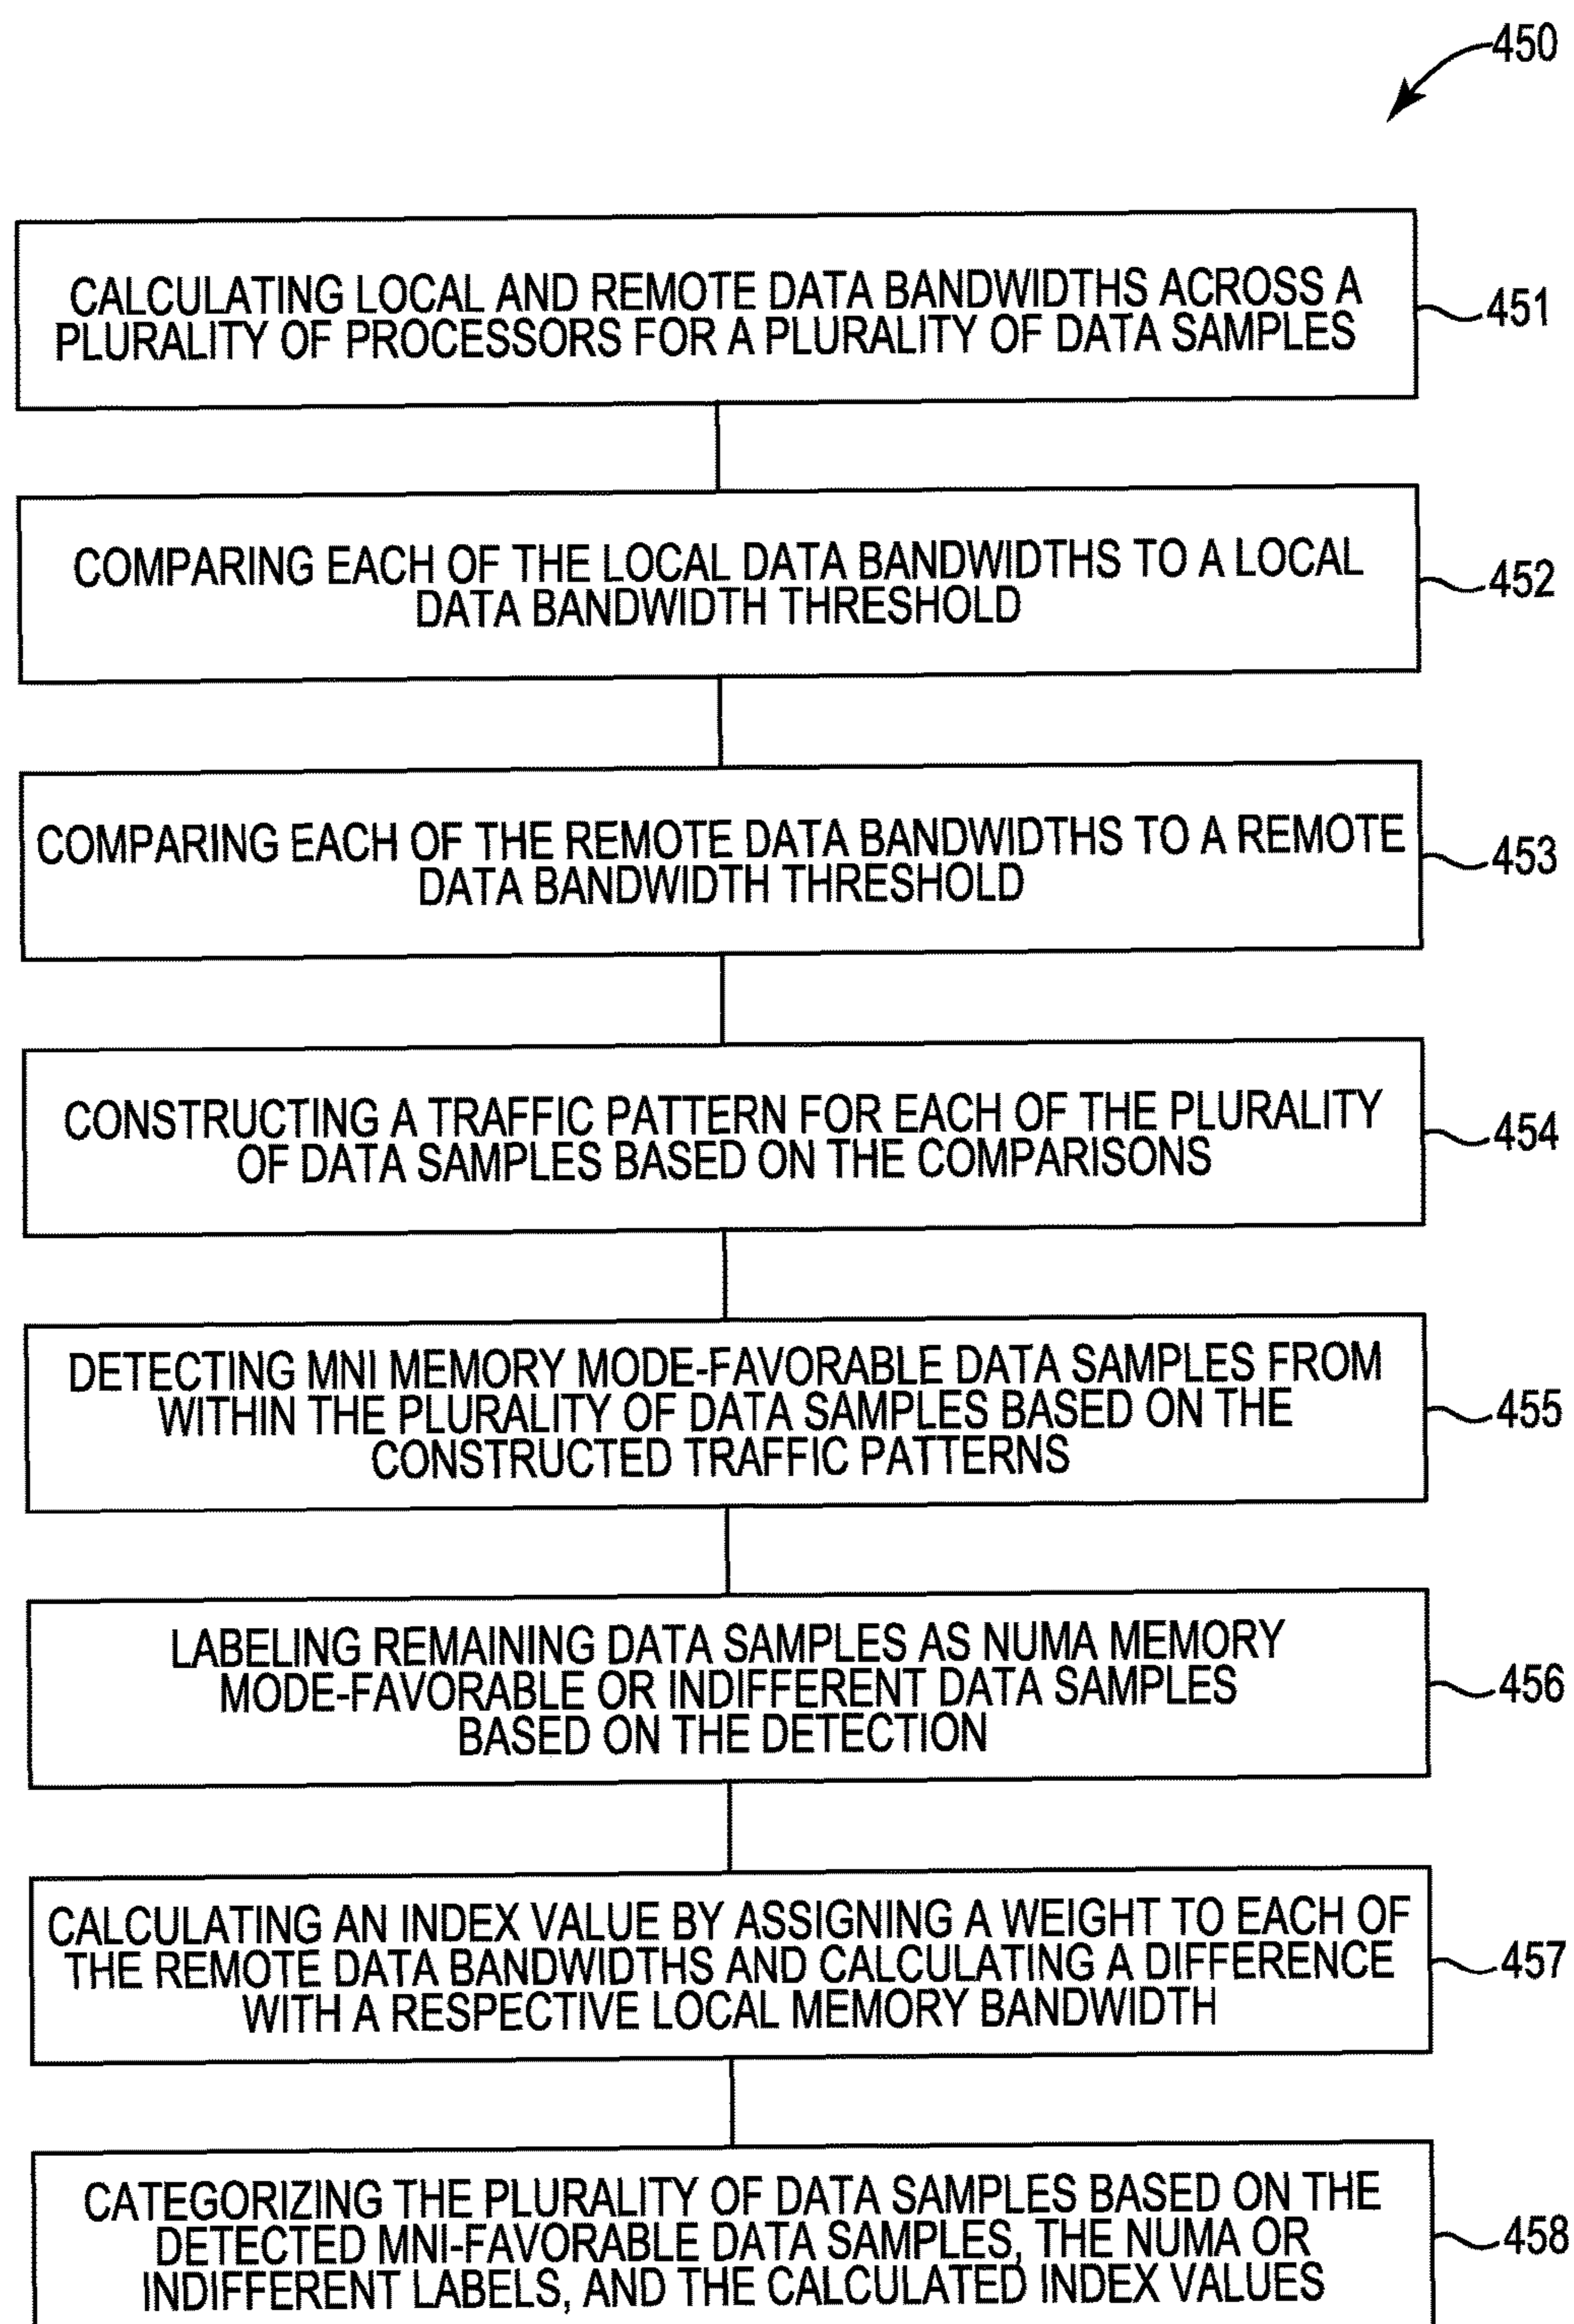 450
CALCULATING LOCAL AND REMOTE DATA BANDWIDTHS ACROSS A
PLURALITY OF PROCESSORS FOR A PLURALITY OF DATA SAMPLES
451
COMPARING EACH OF THE LOCAL DATA BANDWIDTHS TO A LOCAL
DATA BANDWIDTH THRESHOLD
452
COMPARING EACH OF THE REMOTE DATA BANDWIDTHS TO A REMOTE
DATA BANDWIDTH THRESHOLD
453
CONSTRUCTING A TRAFFIC PATTERN FOR EACH OF THE PLURALITY
OF DATA SAMPLES BASED ON THE COMPARISONS
454
DETECTING MNI MEMORY MODE-FAVORABLE DATA SAMPLES FROM
WITHIN THE PLURALITY OF DATA SAMPLES BASED ON THE
CONSTRUCTED TRAFFIC PATTERNS
455
LABELING REMAINING DATA SAMPLES AS NUMA MEMORY
MODE-FAVORABLE OR INDIFFERENT DATA SAMPLES
BASED ON THE DETECTION
456
CALCULATING AN INDEX VALUE BY ASSIGNING A WEIGHT TO EACH OF
THE REMOTE DATA BANDWIDTHS AND CALCULATING A DIFFERENCE
WITH A RESPECTIVE LOCAL MEMORY BANDWIDTH
457
CATEGORIZING THE PLURALITY OF DATA SAMPLES BASED ON THE
DETECTED MNI-FAVORABLE DATA SAMPLES, THE NUMA OR
INDIFFERENT LABELS, AND THE CALCULATED INDEX VALUES
458